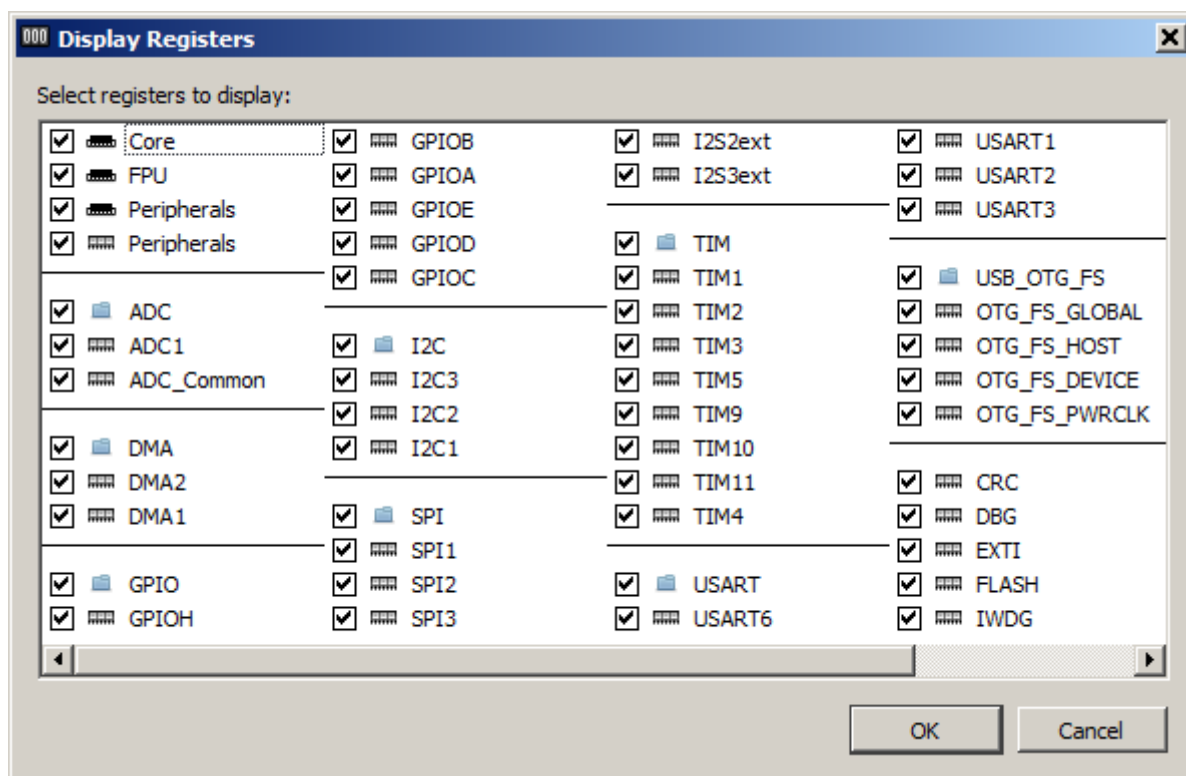 000 Display Registers
Select registers to display:
Core
FPU
Peripherals
Peripherals
ADC
ADC1
ADC_Common
DMA
DMA2
DMA1
GPIO
GPIOH
GPIOB
GPIOA
GPIOE
GPIOD
GPIOC
I2C
I2C3
I2C2
I2C1
SPI
SPI1
SPI2
SPI3
I2S2ext
I2S3ext
TIM
TIM1
TIM2
TIM3
TIM5
TIM9
TIM10
TIM11
TIM4
USART
USART6
USART1
USART2
USART3
USB_OTG_FS
OTG_FS_GLOBAL
OTG_FS_HOST
OTG_FS_DEVICE
OTG_FS_PWRCLK
CRC
DBG
EXTI
FLASH
IWDG
OK
Cancel